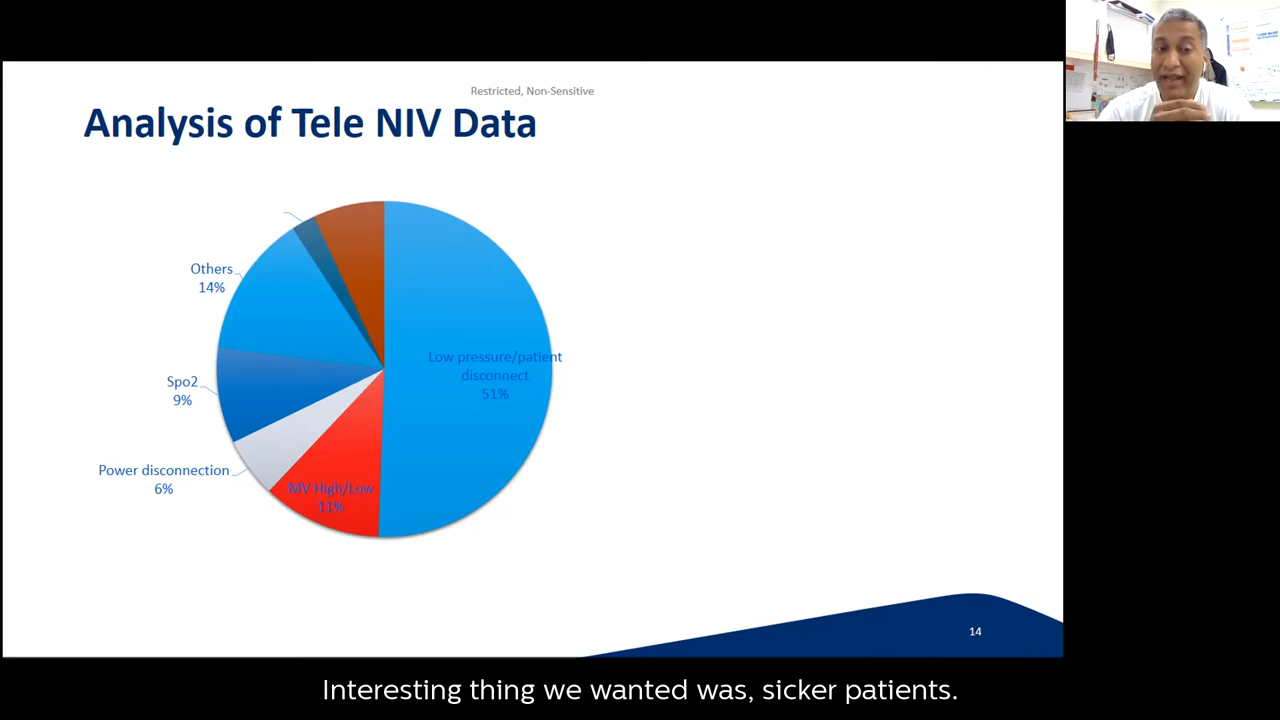 Restricted, Non-Sensitive
Analysis of Tele NIV Data
Others
14%
Low pressure/patient
disconnect
51%
Spo2
9%
Power disconnection
6%
MV High/Low
11%
14
Interesting thing we wanted was, sicker patients.